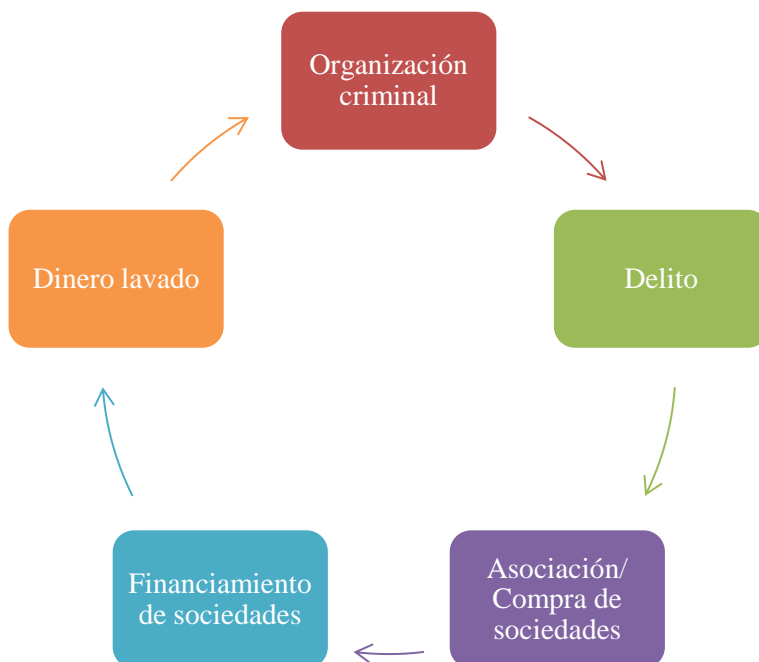 Organización
criminal
Delito
Asociación/
Compra de
sociedades
Financiamiento
de sociedades
Dinero lavado